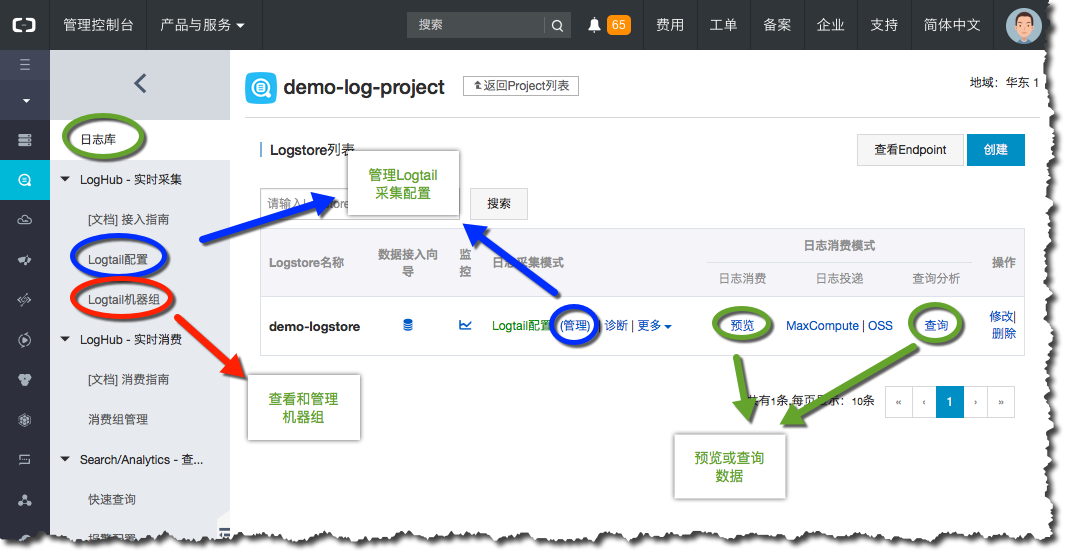 管理控制台
产品与服务
搜索
65
费用
工单
备案
企业
支持
简体中文
demo-log-project
返回Project列表
地域：华东 1
日志库
LogHub - 实时采集
[文档] 接入指南
Logtail配置
Logtail机器组
LogHub - 实时消费
[文档] 消费指南
消费组管理
Search/Analytics - 查...
快速查询
报警配置
Logstore列表
查看Endpoint
创建
管理Logtail
采集配置
请输入L
store
搜索
Logstore名称
数据接入向
导
监
控
日志采集模式
日志消费模式
日志消费
日志投递
查询分析
操作
demo-logstore
Logtail配置 (管理) | 诊断 | 更多
预览
MaxCompute | OSS
查询
修改|
删除
共有1条,每页显示：10条
«
‹
1
›
»
查看和管理
机器组
预览或查询
数据